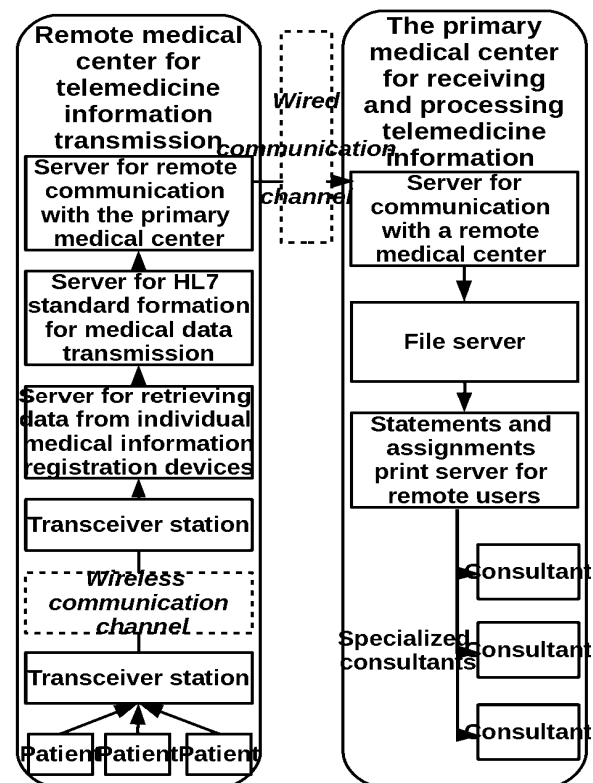 Remote medical
center for
telemedicine
information
transmission
Server for remote
communication
with the primary
medical center
Server for HL7
standard formation
for medical data
transmission
Server for retrieving
data from individual
medical information
registration devices
Transceiver station
Wireless
communication
channel
Transceiver station
Patient
Patient
Patient
Wired
communication
channel
The primary
medical center
for receiving
and processing
telemedicine
information
Server for
communication
with a remote
medical center
File server
Statements and
assignments
print server for
remote users
Specialized
consultants
Consultant
Consultant
Consultant